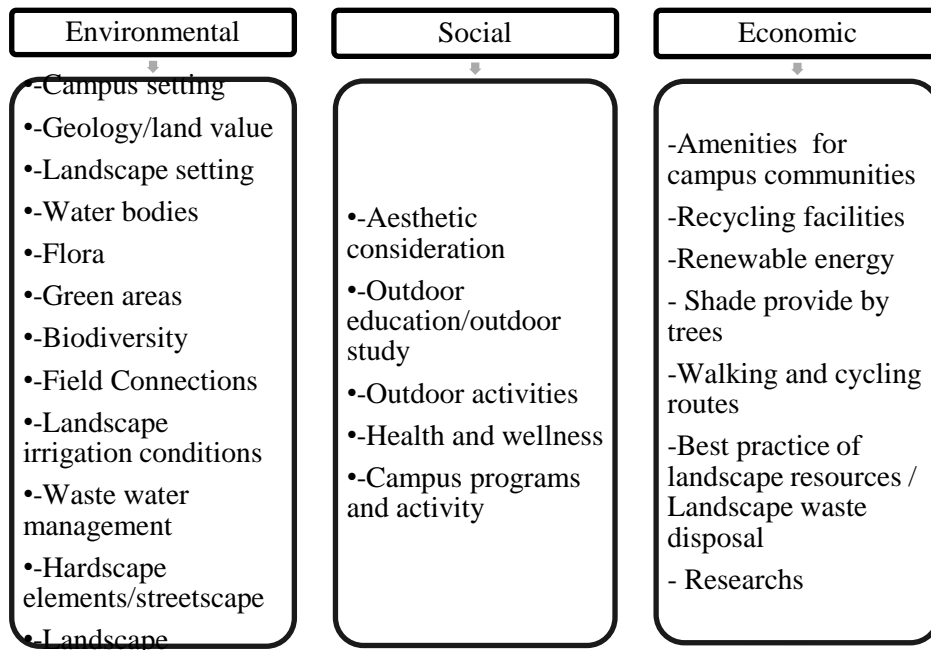 Environmental
•-Campus setting
•-Geology/land value
•-Landscape setting
•-Water bodies
•-Flora
•-Green areas
•-Biodiversity
•-Field Connections
•-Landscape
irrigation conditions
•-Waste water
management
•-Hardscape
elements/streetscape
•-Landscape
Social
•-Aesthetic
consideration
•-Outdoor
education/outdoor
study
•-Outdoor activities
•-Health and wellness
•-Campus programs
and activity
Economic
-Amenities for
campus communities
-Recycling facilities
-Renewable energy
- Shade provide by
trees
-Walking and cycling
routes
-Best practice of
landscape resources /
Landscape waste
disposal
- Researchs